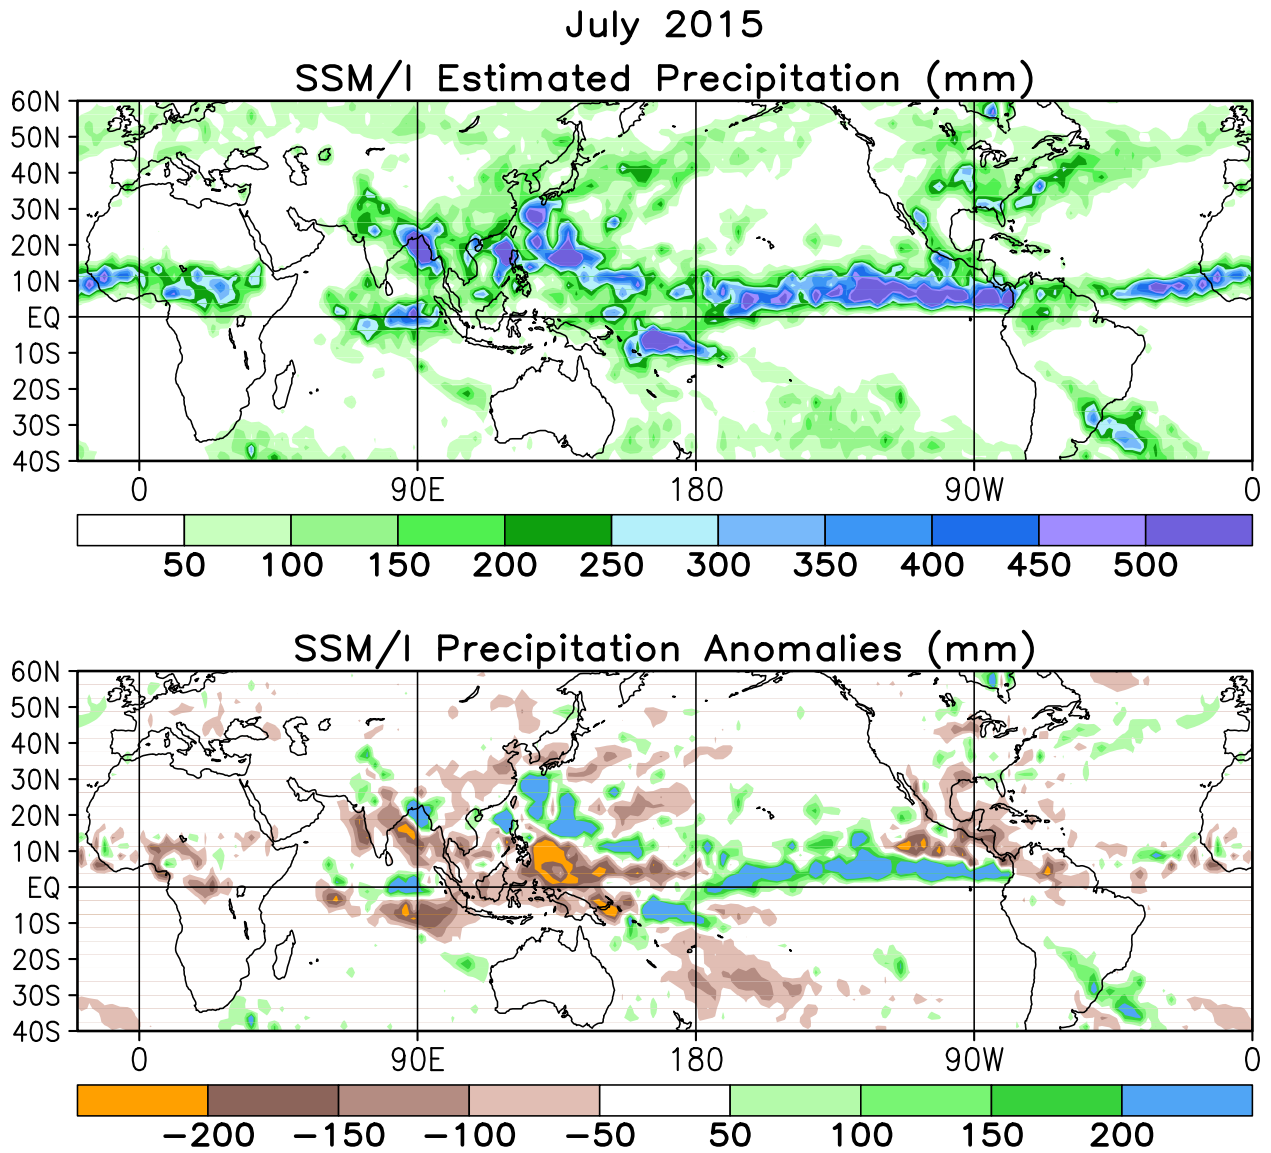 July 2015
SSM/I Estimated Precipitation (mm)
60N
50N
40N
30N
20N
10N
EQ
10S
20S
30S
40S
0 90E 180 90W 0
50 100 150 200 250 300 350 400 450 500
SSM/I Precipitation Anomalies (mm)
60N
50N
40N
30N
20N
10N
EQ
10S
20S
30S
40S
0 90E 180 90W 0
−200 −150 −100 −50 50 100 150 200